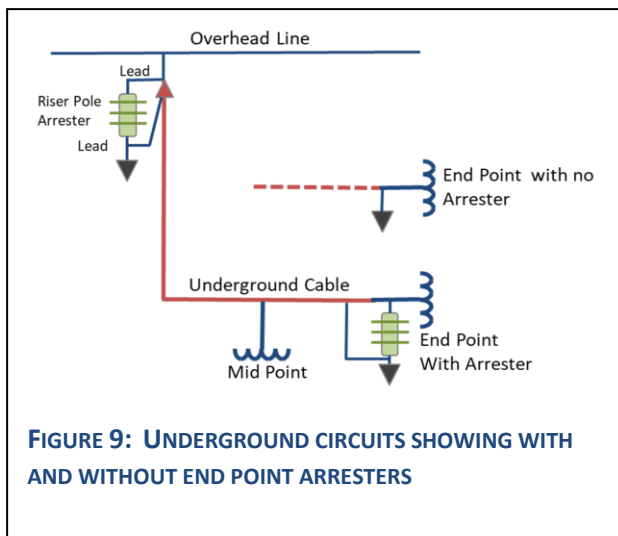 Overhead Line
Lead
Riser Pole
Arrester
Lead
End Point with no
Arrester
Underground Cable
End Point
With Arrester
Mid Point
FIGURE 9: UNDERGROUND CIRCUITS SHOWING WITH
AND WITHOUT END POINT ARRESTERS